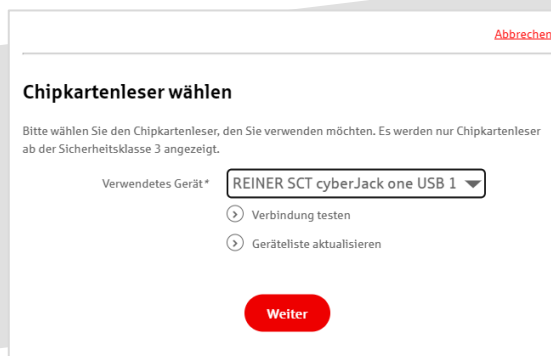 Abbrechen
Chipkartenleser wählen
Bitte wählen Sie den Chipkartenleser, den Sie verwenden möchten. Es werden nur Chipkartenleser
ab der Sicherheitsklasse 3 angezeigt.
Verwendetes Gerät* REINER SCT cyberJack one USB 1
Verbindung testen
Geräteliste aktualisieren
Weiter